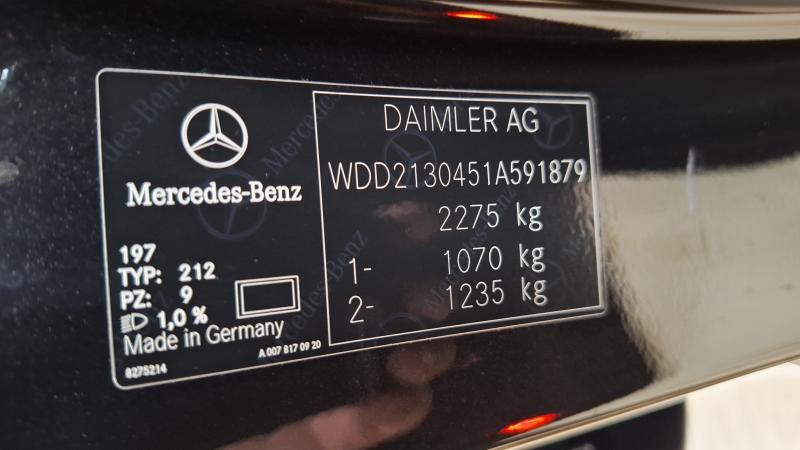 Mercedes-Benz
197
TYP: 212
PZ: 9
1,0 %
Made in Germany
8275214
A 007 817 09 20
DAIMLER AG
WDD2130451A591879
2275 kg
1- 1070 kg
2- 1235 kg